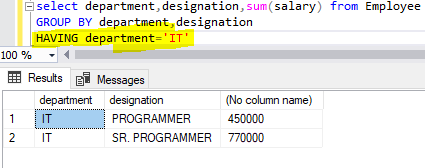 select department,designation,sum(salary) from Employee
GROUP BY department,designation
HAVING department='IT'
100 %
Results Messages
department designation (No column name)
1 IT PROGRAMMER 450000
2 IT SR. PROGRAMMER 770000